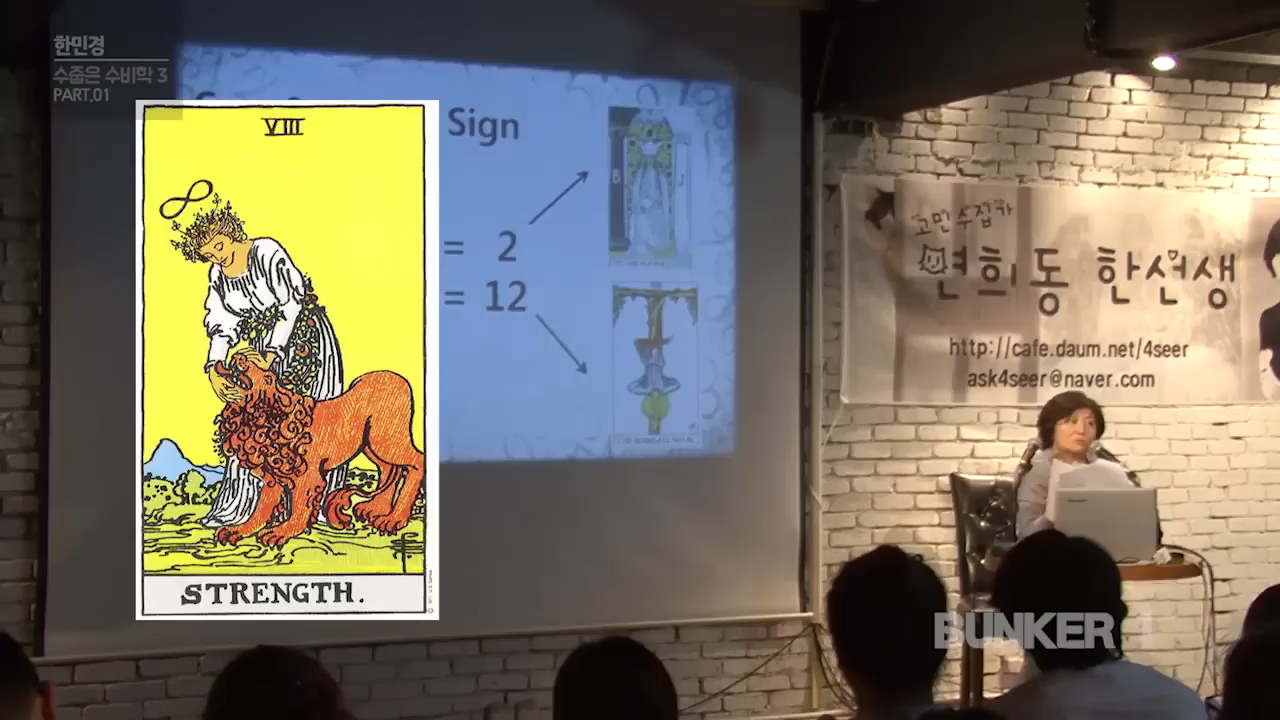 한민경
수줍은 수비학 3
PART.01
VIII
STRENGTH.
Sign
= 2
= 12
B J
"고민수집가"
연희동 한선생
http://cafe.daum.net/4seer
ask4seer@naver.com
BUNKER 1